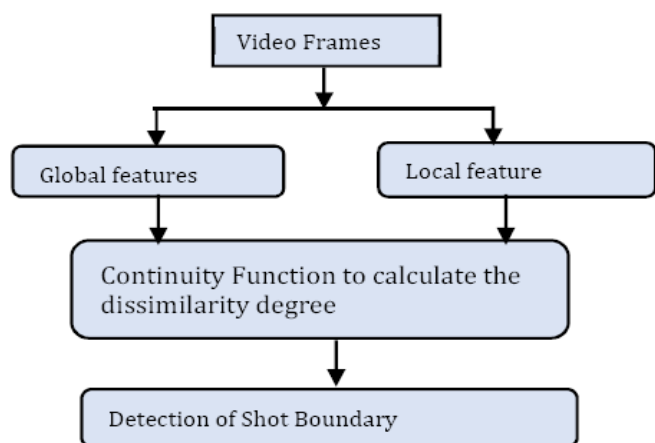 Video Frames
Global features
Local feature
Continuity Function to calculate the
dissimilarity degree
Detection of Shot Boundary